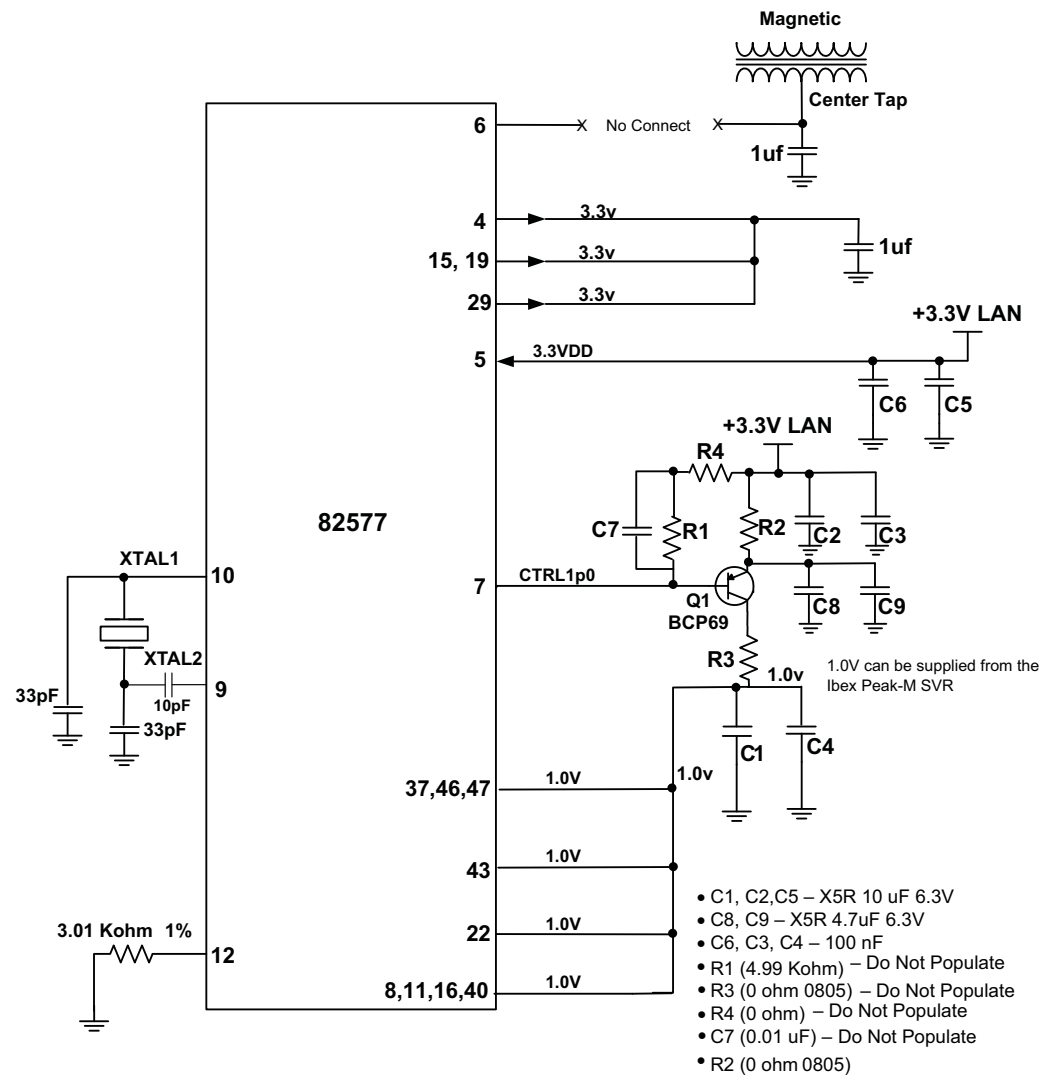 Magnetic
Center Tap
6
X No Connect X
1uf
4
3.3v
1uf
15, 19
3.3v
29
3.3v
+3.3V LAN
5
3.3VDD
C6
C5
+3.3V LAN
R4
C7
R1
R2
C2
C3
82577
XTAL1
10
7
CTRL1p0
Q1
BCP69
C8
C9
XTAL2
9
10pF
33pF
33pF
R3
1.0v
1.0V can be supplied from the
Ibex Peak-M SVR
C1
C4
1.0v
37,46,47
1.0V
43
1.0V
22
1.0V
8,11,16,40
1.0V
3.01 Kohm 1%
12
• C1, C2,C5 – X5R 10 uF 6.3V
• C8, C9 – X5R 4.7uF 6.3V
• C6, C3, C4 – 100 nF
• R1 (4.99 Kohm) – Do Not Populate
• R3 (0 ohm 0805) – Do Not Populate
• R4 (0 ohm) – Do Not Populate
• C7 (0.01 uF) – Do Not Populate
• R2 (0 ohm 0805)